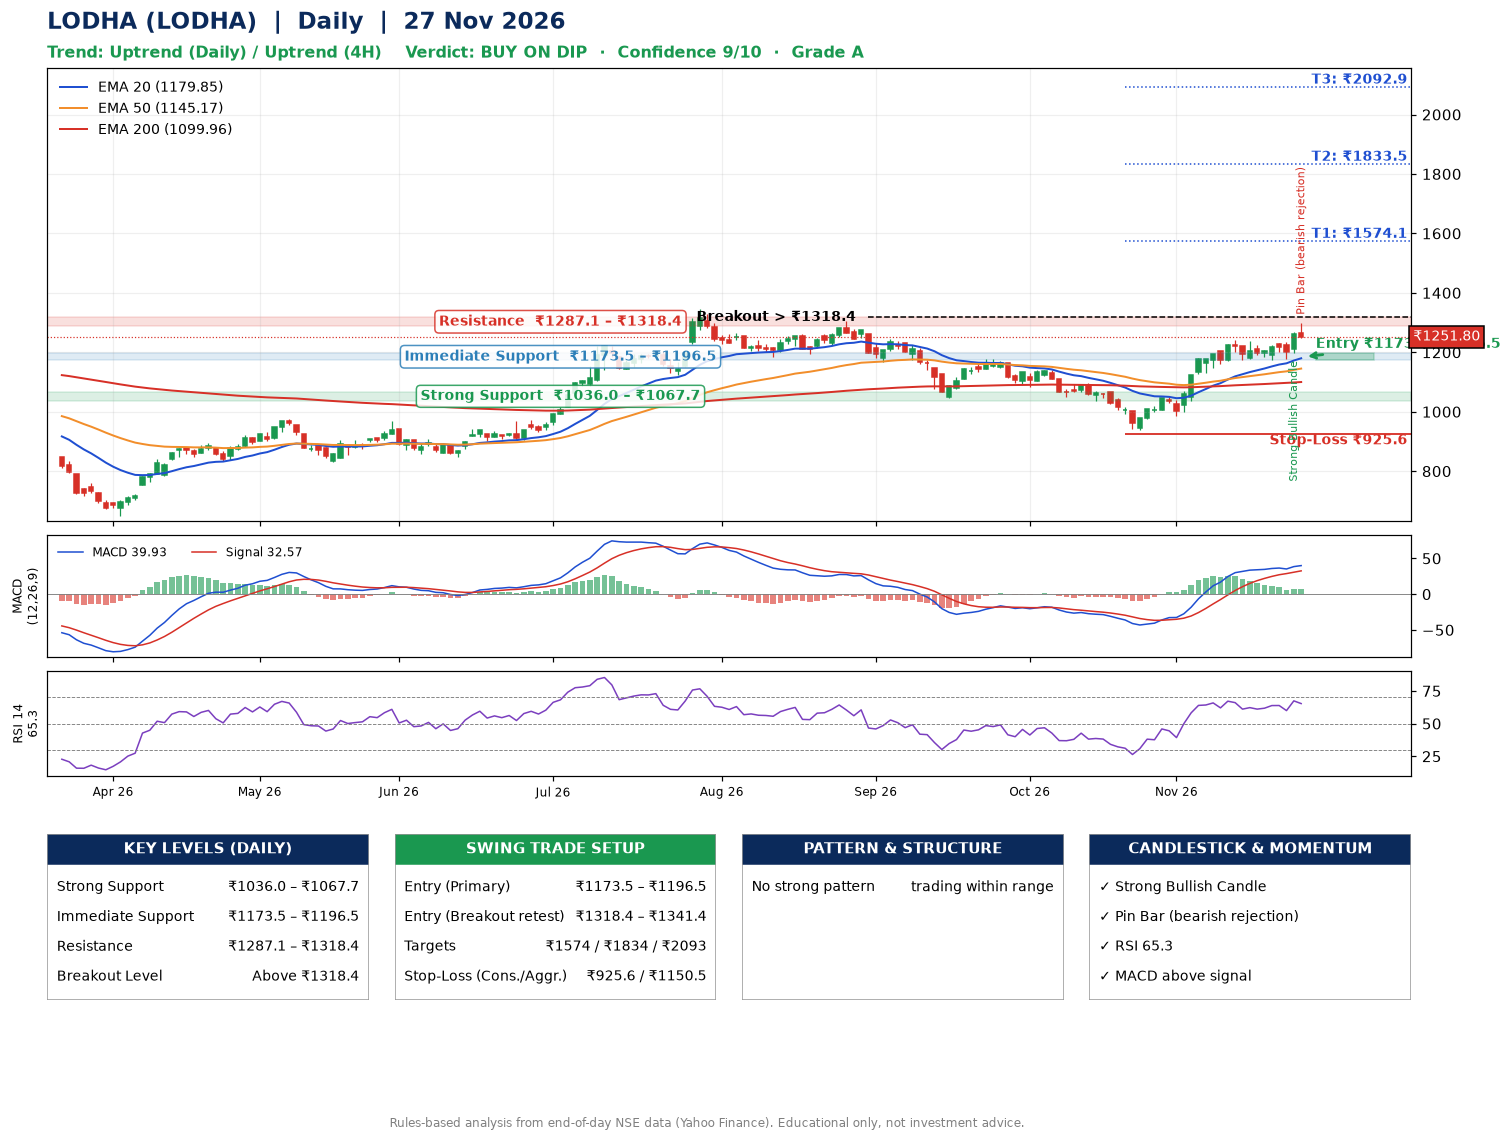 LODHA (LODHA) | Daily | 27 Nov 2026
Trend: Uptrend (Daily) / Uptrend (4H) Verdict: BUY ON DIP · Confidence 9/10 · Grade A
EMA 20 (1179.85)
EMA 50 (1145.17)
EMA 200 (1099.96)
T3: ₹2092.9
T2: ₹1833.5
T1: ₹1574.1
Pin Bar (bearish rejection)
Resistance ₹1287.1 – ₹1318.4
Breakout > ₹1318.4
Immediate Support ₹1173.5 – ₹1196.5
Strong Support ₹1036.0 – ₹1067.7
Entry ₹1173
.5
₹1251.80
Stop-Loss ₹925.6
Strong Bullish Candle
2000
1800
1600
1400
1200
1000
800
MACD 39.93 Signal 32.57
MACD
(12,26,9)
50
0
−50
RSI 14
65.3
75
50
25
Apr 26 May 26 Jun 26 Jul 26 Aug 26 Sep 26 Oct 26 Nov 26
KEY LEVELS (DAILY)
Strong Support ₹1036.0 – ₹1067.7
Immediate Support ₹1173.5 – ₹1196.5
Resistance ₹1287.1 – ₹1318.4
Breakout Level Above ₹1318.4
SWING TRADE SETUP
Entry (Primary) ₹1173.5 – ₹1196.5
Entry (Breakout retest) ₹1318.4 – ₹1341.4
Targets ₹1574 / ₹1834 / ₹2093
Stop-Loss (Cons./Aggr.) ₹925.6 / ₹1150.5
PATTERN & STRUCTURE
No strong pattern trading within range
CANDLESTICK & MOMENTUM
✓ Strong Bullish Candle
✓ Pin Bar (bearish rejection)
✓ RSI 65.3
✓ MACD above signal
Rules-based analysis from end-of-day NSE data (Yahoo Finance). Educational only, not investment advice.